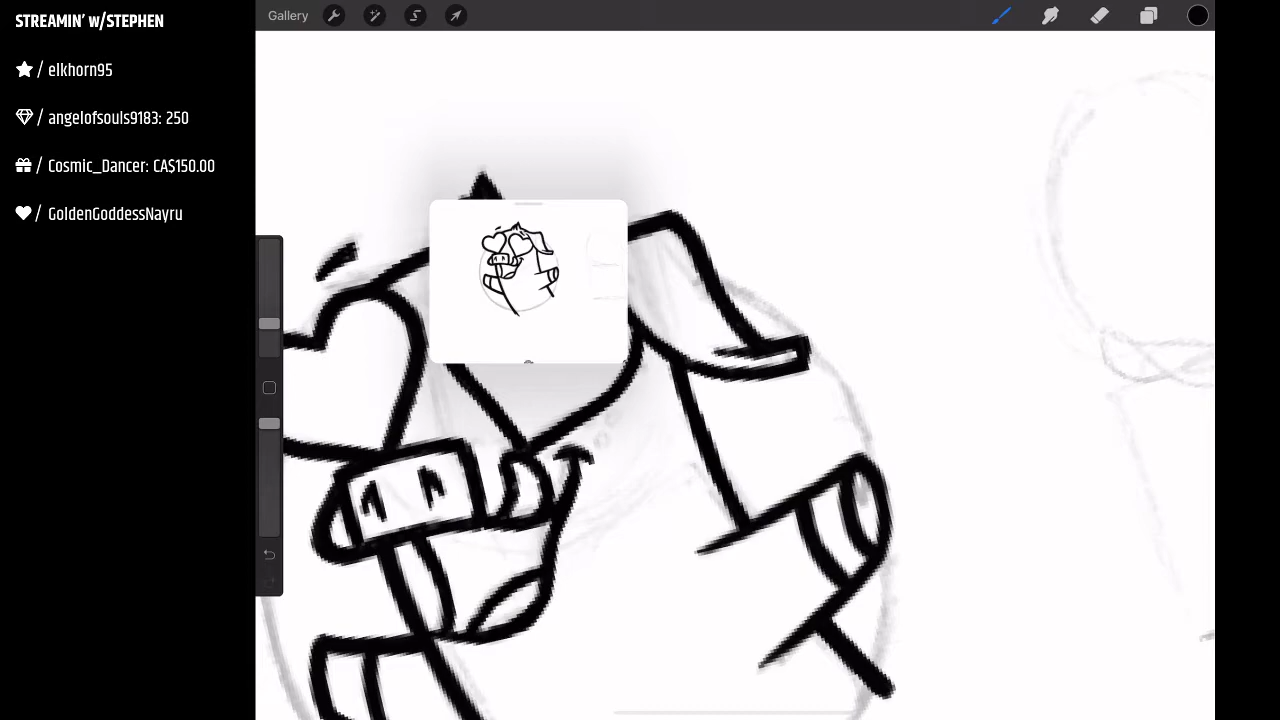 STREAMIN' w/STEPHEN
/ elkhorn95
/ angelofsouls9183: 250
/ Cosmic_Dancer: CA$150.00
/ GoldenGoddessNayru
Gallery